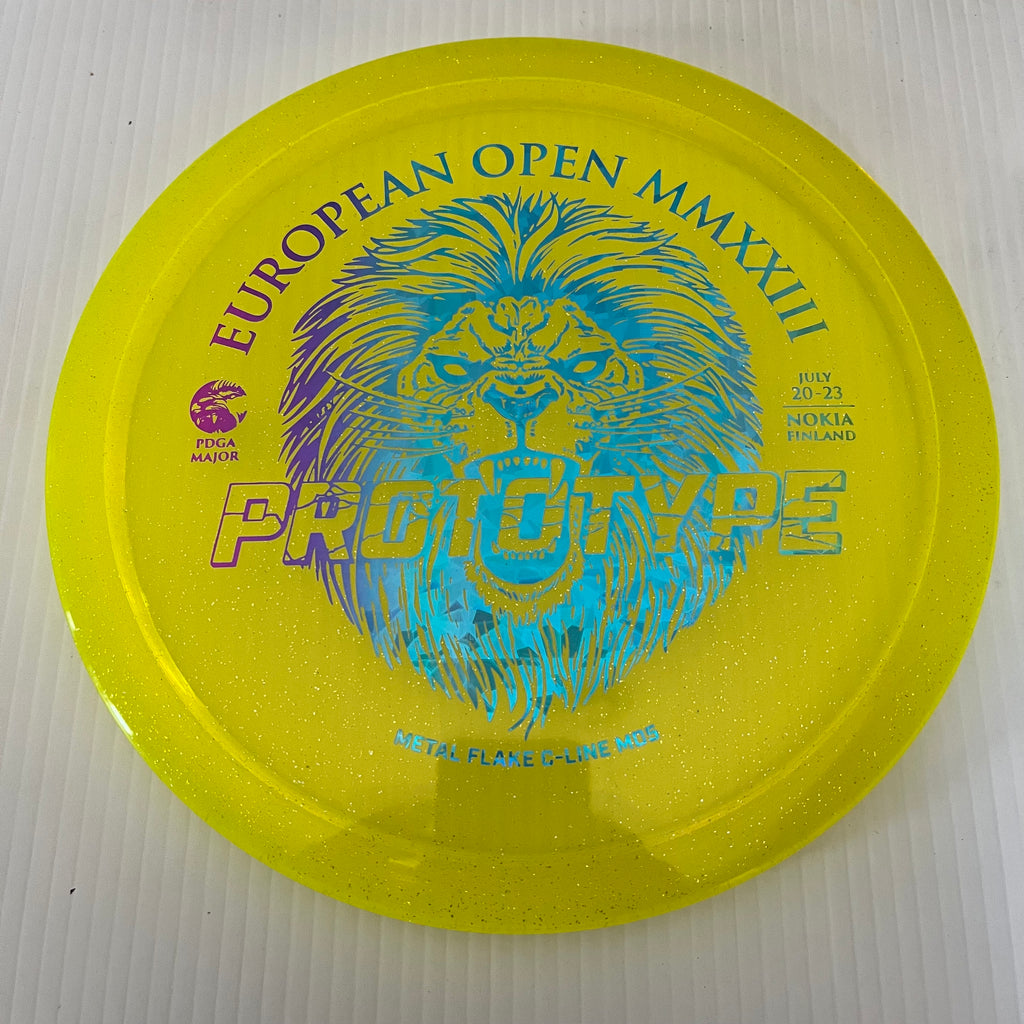 EUROPEAN OPEN MMXXIII
JULY
20-23
NOKIA
FINLAND
PDGA
MAJOR
PROTOTYPE
METAL FLAKE C-LINE MD5